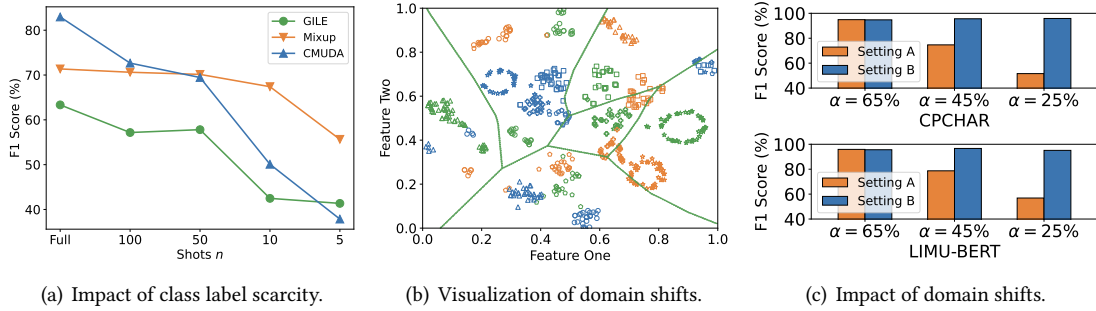 F1 Score (%)
80
70
60
50
40
GILE
Mixup
CMUDA
Full
100
50
10
5
Shots n
(a) Impact of class label scarcity.
Feature Two
1.0
0.8
0.6
0.4
0.2
0.0
0.0
0.2
0.4
0.6
0.8
1.0
Feature One
(b) Visualization of domain shifts.
F1 Score (%)
100
80
60
40
Setting A
Setting B
α = 65%
α = 45%
α = 25%
CPCHAR
F1 Score (%)
100
80
60
40
Setting A
Setting B
α = 65%
α = 45%
α = 25%
LIMU-BERT
(c) Impact of domain shifts.